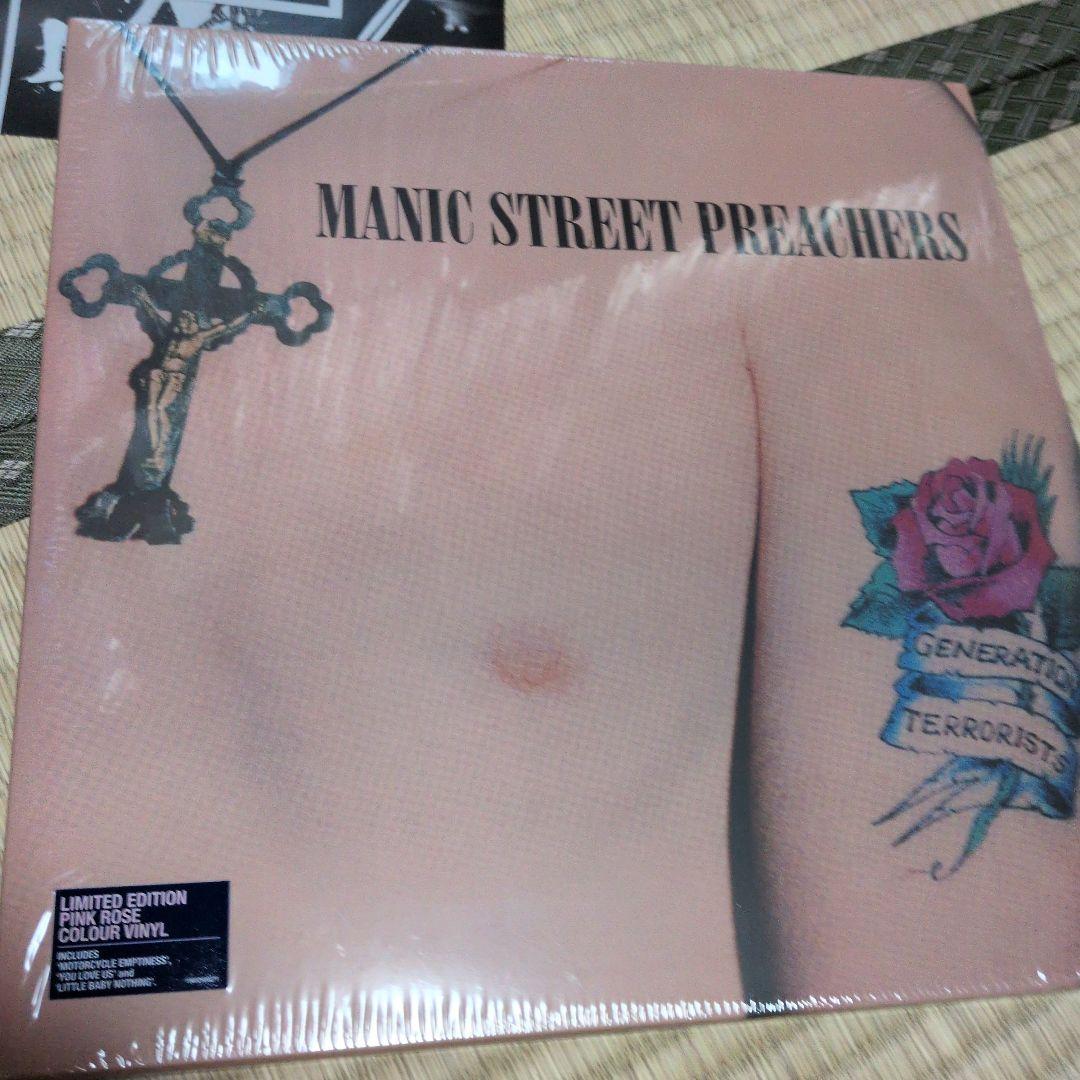 MANIC STREET PREACHERS
GENERATION
TERRORISTS
LIMITED EDITION
PINK ROSE
COLOUR VINYL
INCLUDES
'MOTORCYCLE EMPTINESS',
'YOU LOVE US' and
'LITTLE BABY NOTHING'.